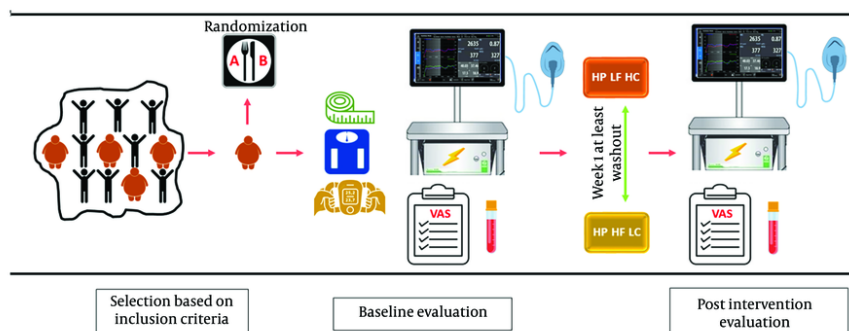 Randomization
A B
2635 0.87
377 327
HP LF HC
Week 1 at least
washout
HP HF LC
VAS
2635 0.87
377 327
VAS
Selection based on
inclusion criteria
Baseline evaluation
Post intervention
evaluation